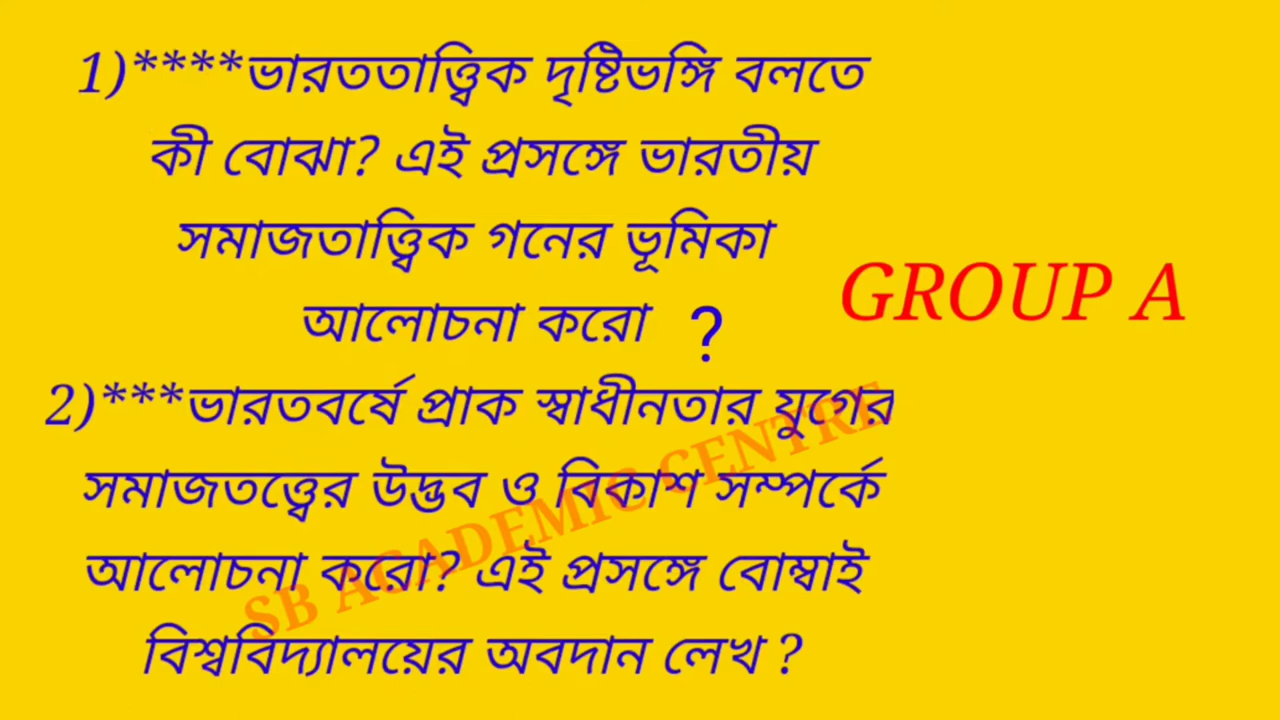 1)****ভারততাত্ত্বিক দৃষ্টিভঙ্গি বলতে
কী বোঝা? এই প্রসঙ্গে ভারতীয়
সমাজতাত্ত্বিক গনের ভূমিকা
আলোচনা করো ?
GROUP A
2)***ভারতবর্ষে প্রাক স্বাধীনতার যুগের
সমাজতত্ত্বের উদ্ভব ও বিকাশ সম্পর্কে
আলোচনা করো? এই প্রসঙ্গে বোম্বাই
বিশ্ববিদ্যালয়ের অবদান লেখ ?
SB ACADEMIC CENTRE